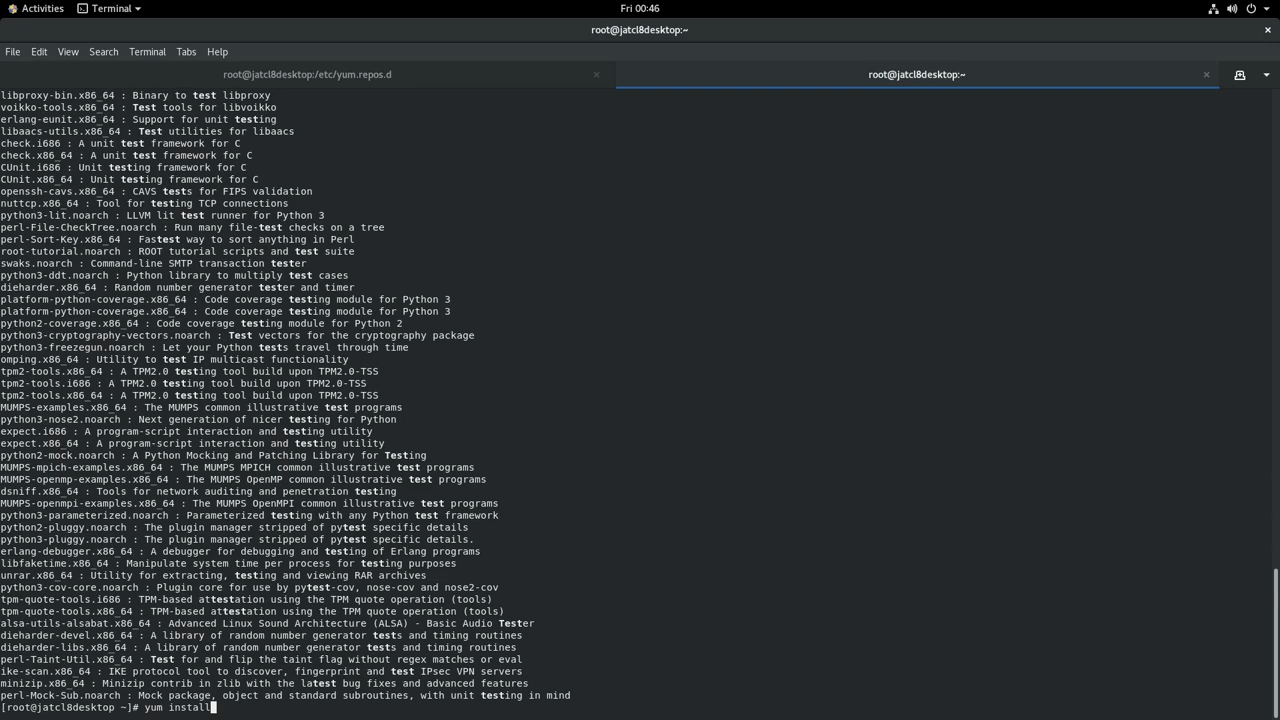 Activities
Terminal
Fri 00:46
root@jatcl8desktop:~
File Edit View Search Terminal Tabs Help
root@jatcl8desktop:/etc/yum.repos.d
root@jatcl8desktop:~
libproxy-bin.x86_64 : Binary to test libproxy
voikko-tools.x86_64 : Test tools for libvoikko
erlang-eunit.x86_64 : Support for unit testing
libaacs-utils.x86_64 : Test utilities for libaacs
check.i686 : A unit test framework for C
check.x86_64 : A unit test framework for C
CUnit.i686 : Unit testing framework for C
CUnit.x86_64 : Unit testing framework for C
openssh-cavs.x86_64 : CAVS tests for FIPS validation
nuttcp.x86_64 : Tool for testing TCP connections
python3-lit.noarch : LLVM lit test runner for Python 3
perl-File-CheckTree.noarch : Run many file-test checks on a tree
perl-Sort-Key.x86_64 : Fastest way to sort anything in Perl
root-tutorial.noarch : ROOT tutorial scripts and test suite
swaks.noarch : Command-line SMTP transaction tester
python3-ddt.noarch : Python library to multiply test cases
dieharder.x86_64 : Random number generator tester and timer
platform-python-coverage.x86_64 : Code coverage testing module for Python 3
platform-python-coverage.x86_64 : Code coverage testing module for Python 3
python2-coverage.x86_64 : Code coverage testing module for Python 2
python3-cryptography-vectors.noarch : Test vectors for the cryptography package
python3-freezegun.noarch : Let your Python tests travel through time
omping.x86_64 : Utility to test IP multicast functionality
tpm2-tools.x86_64 : A TPM2.0 testing tool build upon TPM2.0-TSS
tpm2-tools.i686 : A TPM2.0 testing tool build upon TPM2.0-TSS
tpm2-tools.x86_64 : A TPM2.0 testing tool build upon TPM2.0-TSS
MUMPS-examples.x86_64 : The MUMPS common illustrative test programs
python3-nose2.noarch : Next generation of nicer testing for Python
expect.i686 : A program-script interaction and testing utility
expect.x86_64 : A program-script interaction and testing utility
python2-mock.noarch : A Python Mocking and Patching Library for Testing
MUMPS-mpich-examples.x86_64 : The MUMPS MPICH common illustrative test programs
MUMPS-openmp-examples.x86_64 : The MUMPS OpenMP common illustrative test programs
dsniff.x86_64 : Tools for network auditing and penetration testing
MUMPS-openmpi-examples.x86_64 : The MUMPS OpenMPI common illustrative test programs
python3-parameterized.noarch : Parameterized testing with any Python test framework
python2-pluggy.noarch : The plugin manager stripped of pytest specific details
python3-pluggy.noarch : The plugin manager stripped of pytest specific details.
erlang-debugger.x86_64 : A debugger for debugging and testing of Erlang programs
libfaketime.x86_64 : Manipulate system time per process for testing purposes
unrar.x86_64 : Utility for extracting, testing and viewing RAR archives
python3-cov-core.noarch : Plugin core for use by pytest-cov, nose-cov and nose2-cov
tpm-quote-tools.i686 : TPM-based attestation using the TPM quote operation (tools)
tpm-quote-tools.x86_64 : TPM-based attestation using the TPM quote operation (tools)
alsa-utils-alsabat.x86_64 : Advanced Linux Sound Architecture (ALSA) - Basic Audio Tester
dieharder-devel.x86_64 : A library of random number generator tests and timing routines
dieharder-libs.x86_64 : A library of random number generator tests and timing routines
perl-Taint-Util.x86_64 : Test for and flip the taint flag without regex matches or eval
ike-scan.x86_64 : IKE protocol tool to discover, fingerprint and test IPsec VPN servers
minizip.x86_64 : Minizip contrib in zlib with the latest bug fixes and advanced features
perl-Mock-Sub.noarch : Mock package, object and standard subroutines, with unit testing in mind
[root@jatcl8desktop ~]# yum install